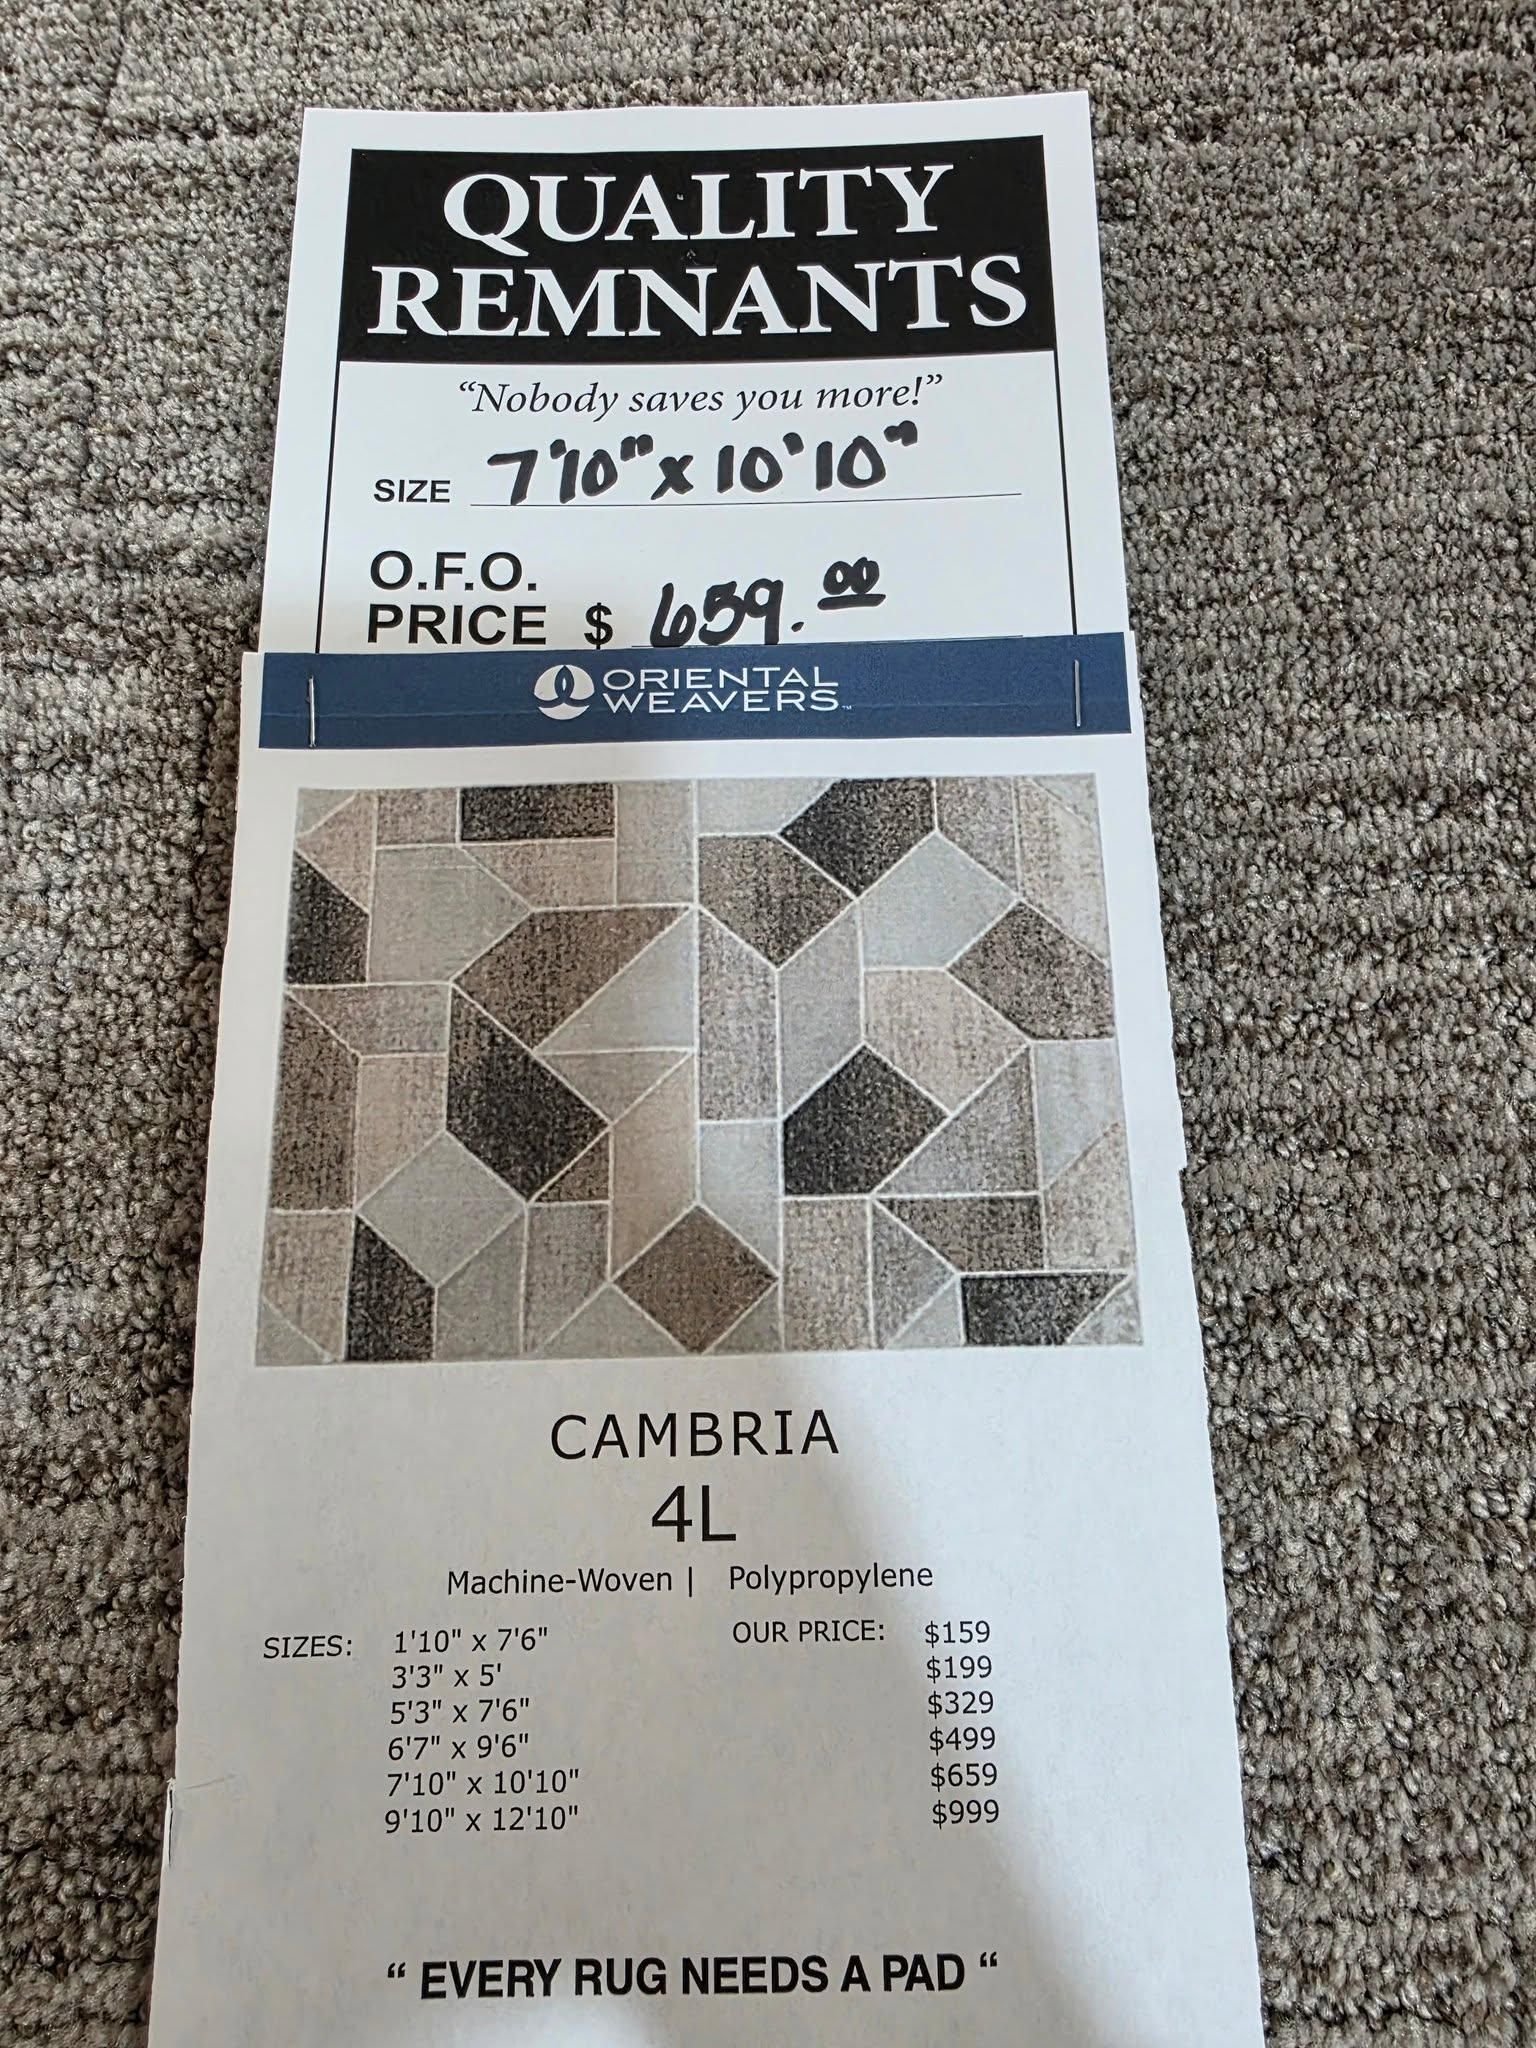 QUALITY
REMNANTS
“Nobody saves you more!”
SIZE 7'10" x 10'10"
O.F.O.
PRICE $ 659.00
ORIENTAL
WEAVERS™
CAMBRIA
4L
Machine-Woven | Polypropylene
SIZES: 1'10" x 7'6" OUR PRICE: $159
3'3" x 5' $199
5'3" x 7'6" $329
6'7" x 9'6" $499
7'10" x 10'10" $659
9'10" x 12'10" $999
“ EVERY RUG NEEDS A PAD “